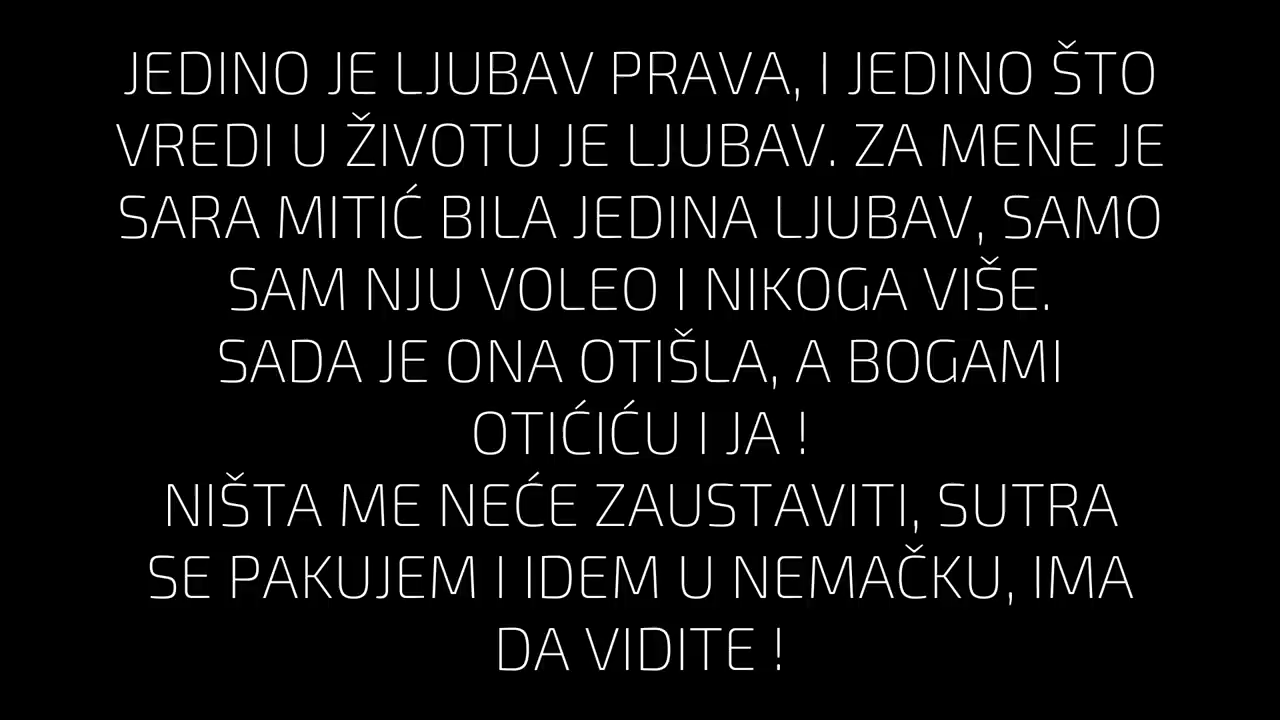 JEDINO JE LJUBAV PRAVA, I JEDINO ŠTO
VREDI U ŽIVOTU JE LJUBAV. ZA MENE JE
SARA MITIĆ BILA JEDINA LJUBAV, SAMO
SAM NJU VOLEO I NIKOGA VIŠE.
SADA JE ONA OTIŠLA, A BOGAMI
OTIĆIĆU I JA !
NIŠTA ME NEĆE ZAUSTAVITI, SUTRA
SE PAKUJEM I IDEM U NEMAČKU, IMA
DA VIDITE !